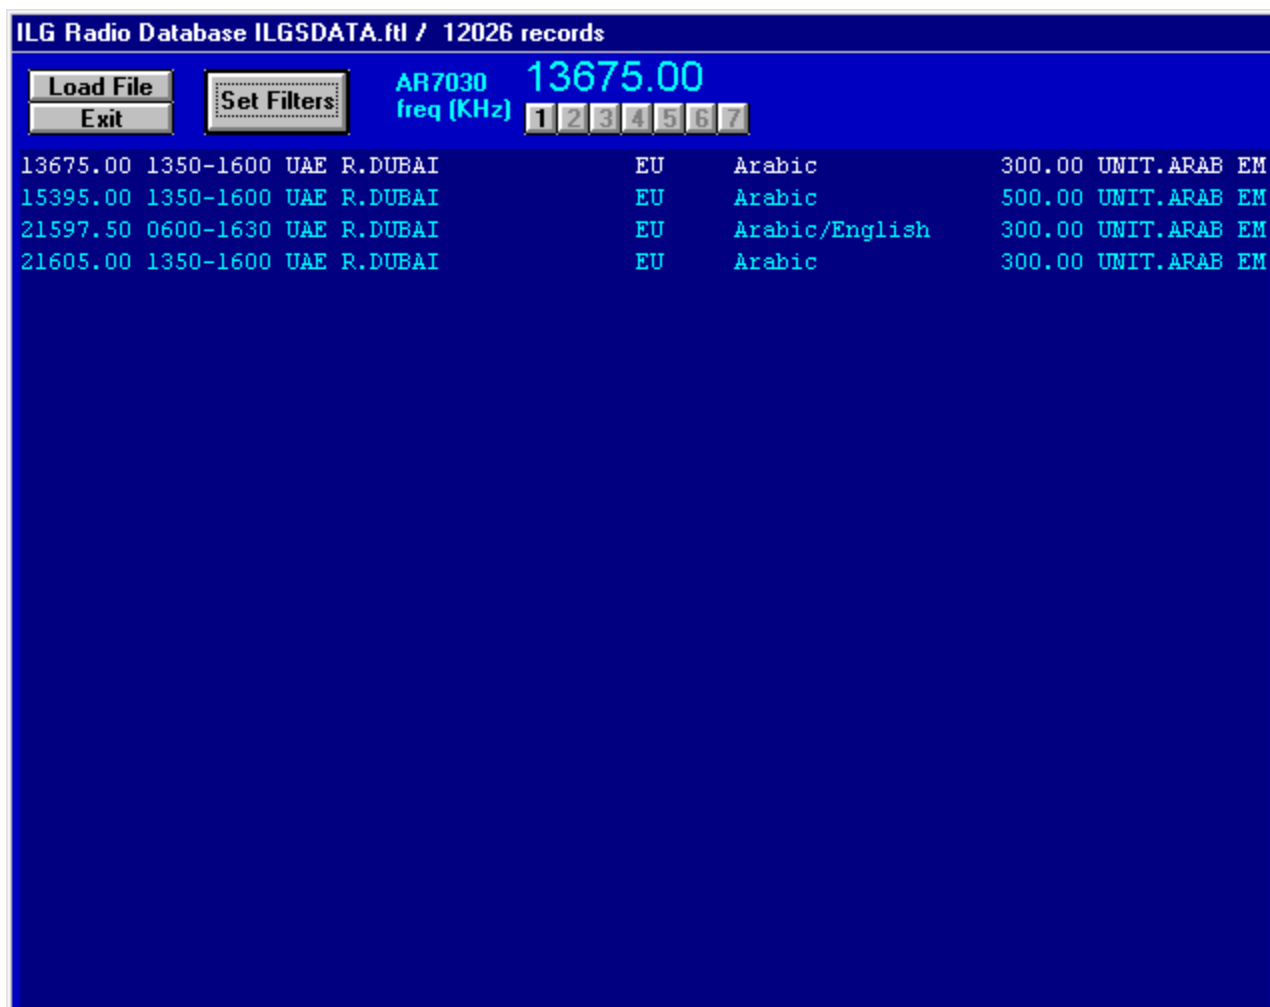 ILG Radio Database ILGSDATA.ftl / 12026 records
Load File
Exit
Set Filters
AR7030
freq (KHz)
13675.00
1 2 3 4 5 6 7
13675.00 1350-1600 UAE R.DUBAI EU Arabic 300.00 UNIT.ARAB EM
15395.00 1350-1600 UAE R.DUBAI EU Arabic 500.00 UNIT.ARAB EM
21597.50 0600-1630 UAE R.DUBAI EU Arabic/English 300.00 UNIT.ARAB EM
21605.00 1350-1600 UAE R.DUBAI EU Arabic 300.00 UNIT.ARAB EM